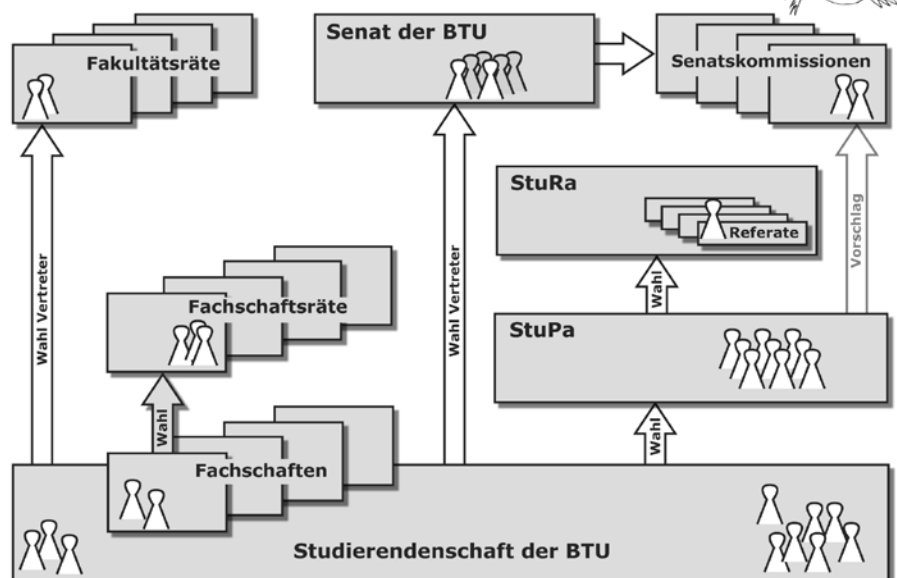 Fakultätsräte
Senat der BTU
Senatskommissionen
StuRa
Referate
Vorschlag
Wahl Vertreter
Fachschaftsräte
Wahl Vertreter
Wahl
StuPa
Wahl
Wahl
Fachschaften
Studierendenschaft der BTU